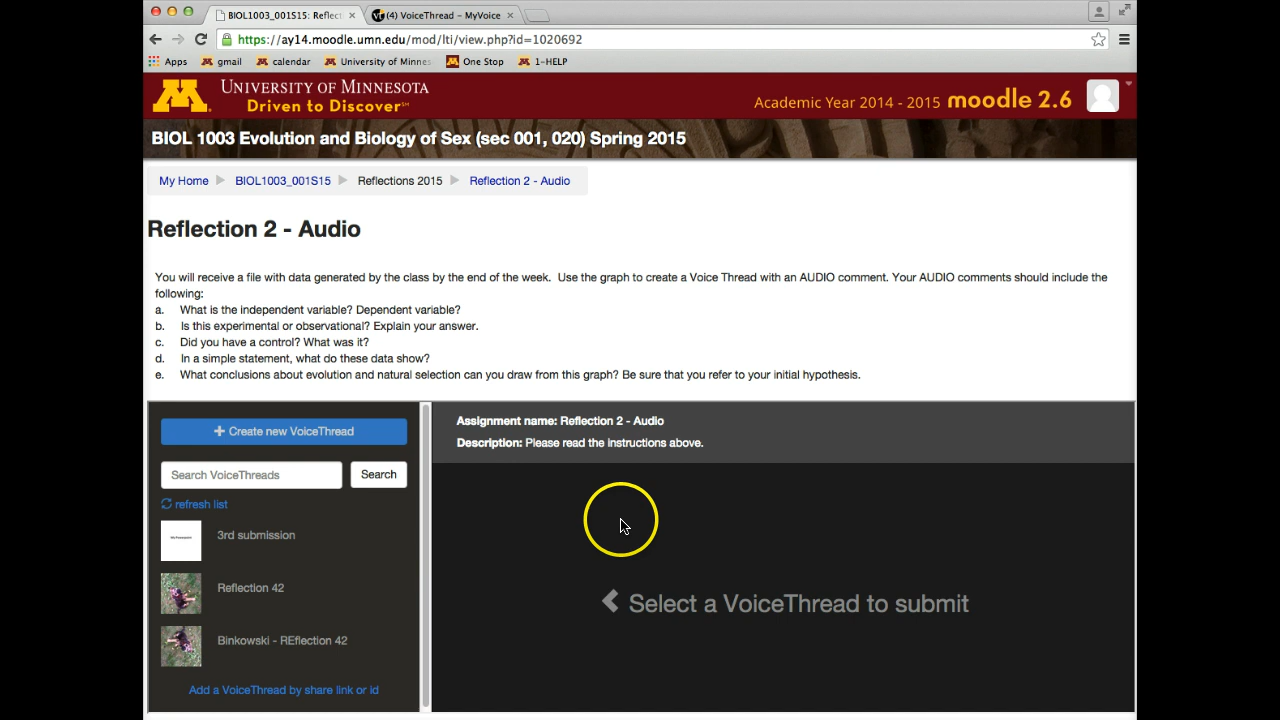 BIOL1003_001S15: Reflect
(4) VoiceThread – MyVoice
https://ay14.moodle.umn.edu/mod/lti/view.php?id=1020692
Apps gmail calendar University of Minnes One Stop 1-HELP
UNIVERSITY OF MINNESOTA
Driven to Discover℠
Academic Year 2014 - 2015 moodle 2.6
BIOL 1003 Evolution and Biology of Sex (sec 001, 020) Spring 2015
My Home BIOL1003_001S15 Reflections 2015 Reflection 2 - Audio
Reflection 2 - Audio
You will receive a file with data generated by the class by the end of the week. Use the graph to create a Voice Thread with an AUDIO comment. Your AUDIO comments should include the
following:
a. What is the independent variable? Dependent variable?
b. Is this experimental or observational? Explain your answer.
c. Did you have a control? What was it?
d. In a simple statement, what do these data show?
e. What conclusions about evolution and natural selection can you draw from this graph? Be sure that you refer to your initial hypothesis.
+ Create new VoiceThread
Search VoiceThreads Search
refresh list
3rd submission
Reflection 42
Binkowski - REflection 42
Add a VoiceThread by share link or id
Assignment name: Reflection 2 - Audio
Description: Please read the instructions above.
Select a VoiceThread to submit